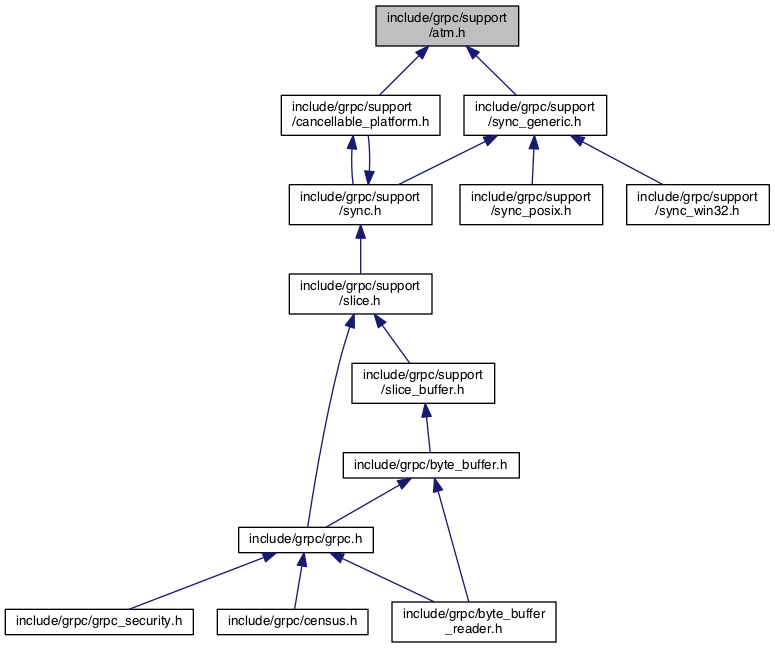 include/grpc/support
/atm.h
include/grpc/support
/cancellable_platform.h
include/grpc/support
/sync_generic.h
include/grpc/support
/sync.h
include/grpc/support
/sync_posix.h
include/grpc/support
/sync_win32.h
include/grpc/support
/slice.h
include/grpc/support
/slice_buffer.h
include/grpc/byte_buffer.h
include/grpc/grpc.h
include/grpc/grpc_security.h
include/grpc/census.h
include/grpc/byte_buffer
_reader.h